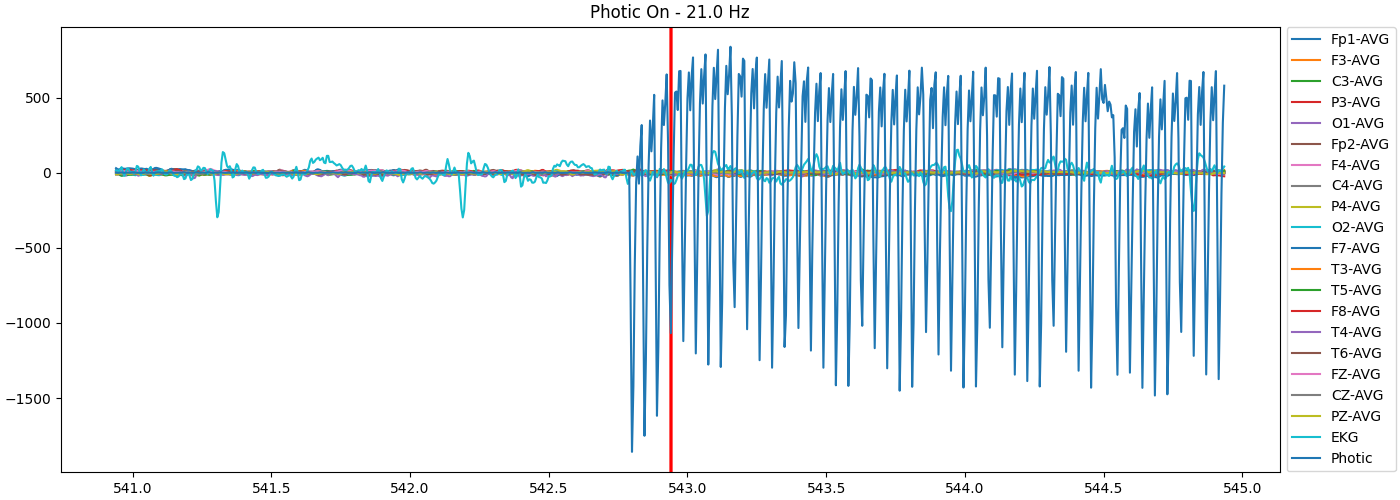 Photic On - 21.0 Hz
500
0
−500
−1000
−1500
541.0 541.5 542.0 542.5 543.0 543.5 544.0 544.5 545.0
Fp1-AVG
F3-AVG
C3-AVG
P3-AVG
O1-AVG
Fp2-AVG
F4-AVG
C4-AVG
P4-AVG
O2-AVG
F7-AVG
T3-AVG
T5-AVG
F8-AVG
T4-AVG
T6-AVG
FZ-AVG
CZ-AVG
PZ-AVG
EKG
Photic